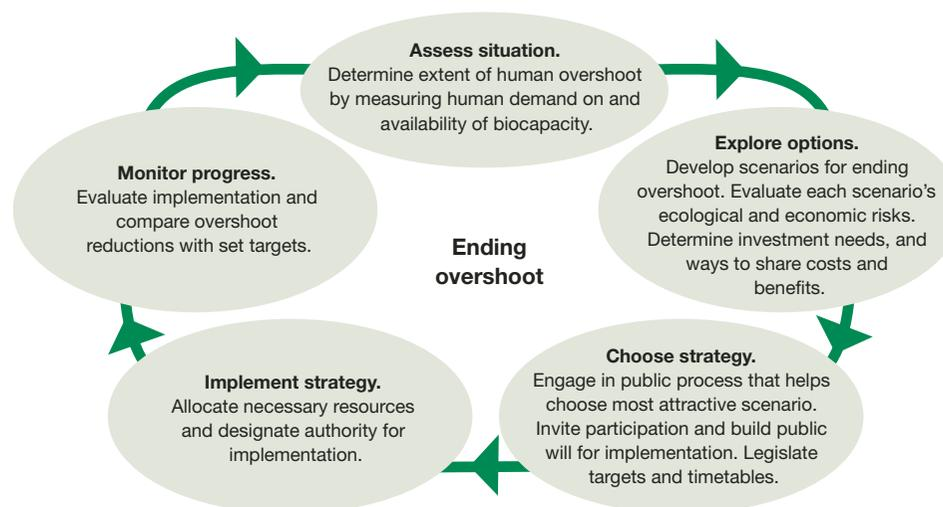 Assess situation.
Determine extent of human overshoot
by measuring human demand on and
availability of biocapacity.
Explore options.
Develop scenarios for ending
overshoot. Evaluate each scenario’s
ecological and economic risks.
Determine investment needs, and
ways to share costs and
benefits.
Monitor progress.
Evaluate implementation and
compare overshoot
reductions with set targets.
Ending
overshoot
Choose strategy.
Engage in public process that helps
choose most attractive scenario.
Invite participation and build public
will for implementation. Legislate
targets and timetables.
Implement strategy.
Allocate necessary resources
and designate authority for
implementation.